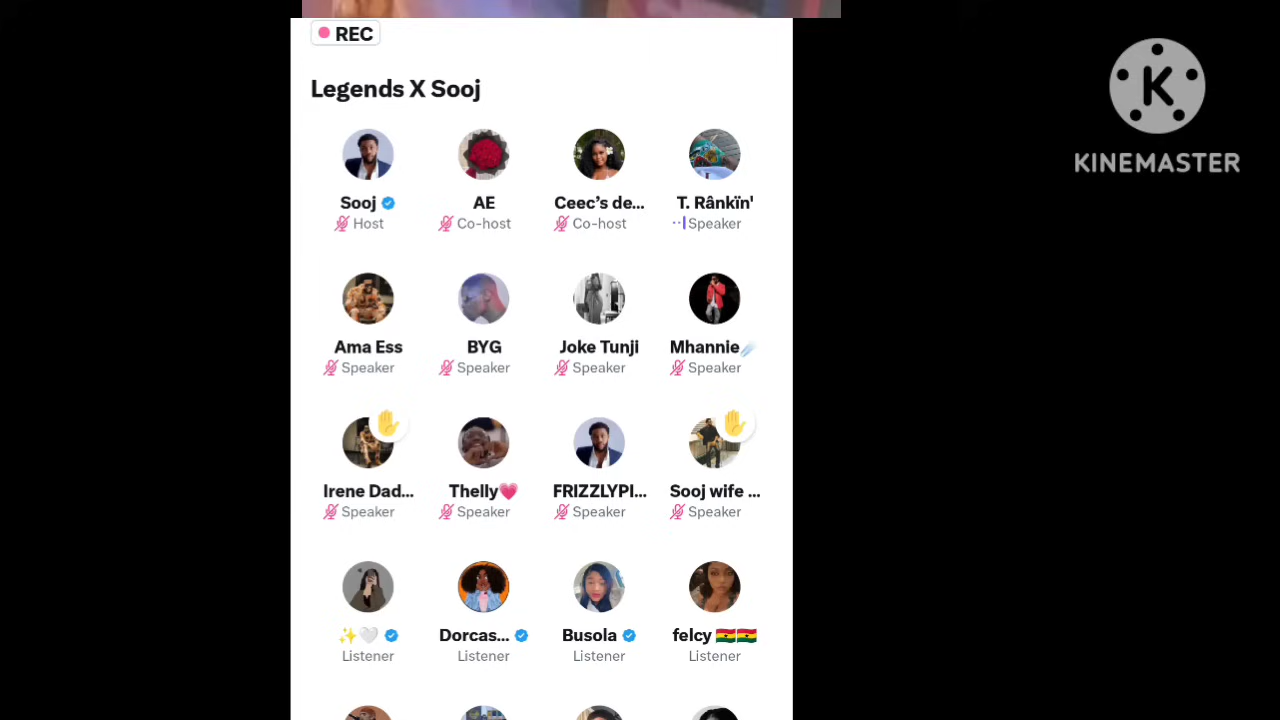 REC
Legends X Sooj
Sooj AE Ceec's de... T. Rânkïn'
Host Co-host Co-host Speaker
Ama Ess BYG Joke Tunji Mhannie
Speaker Speaker Speaker Speaker
Irene Dad... Thelly FRIZZLYPI... Sooj wife ...
Speaker Speaker Speaker Speaker
Dorcas... Busola felcy
Listener Listener Listener Listener
K
KINEMASTER